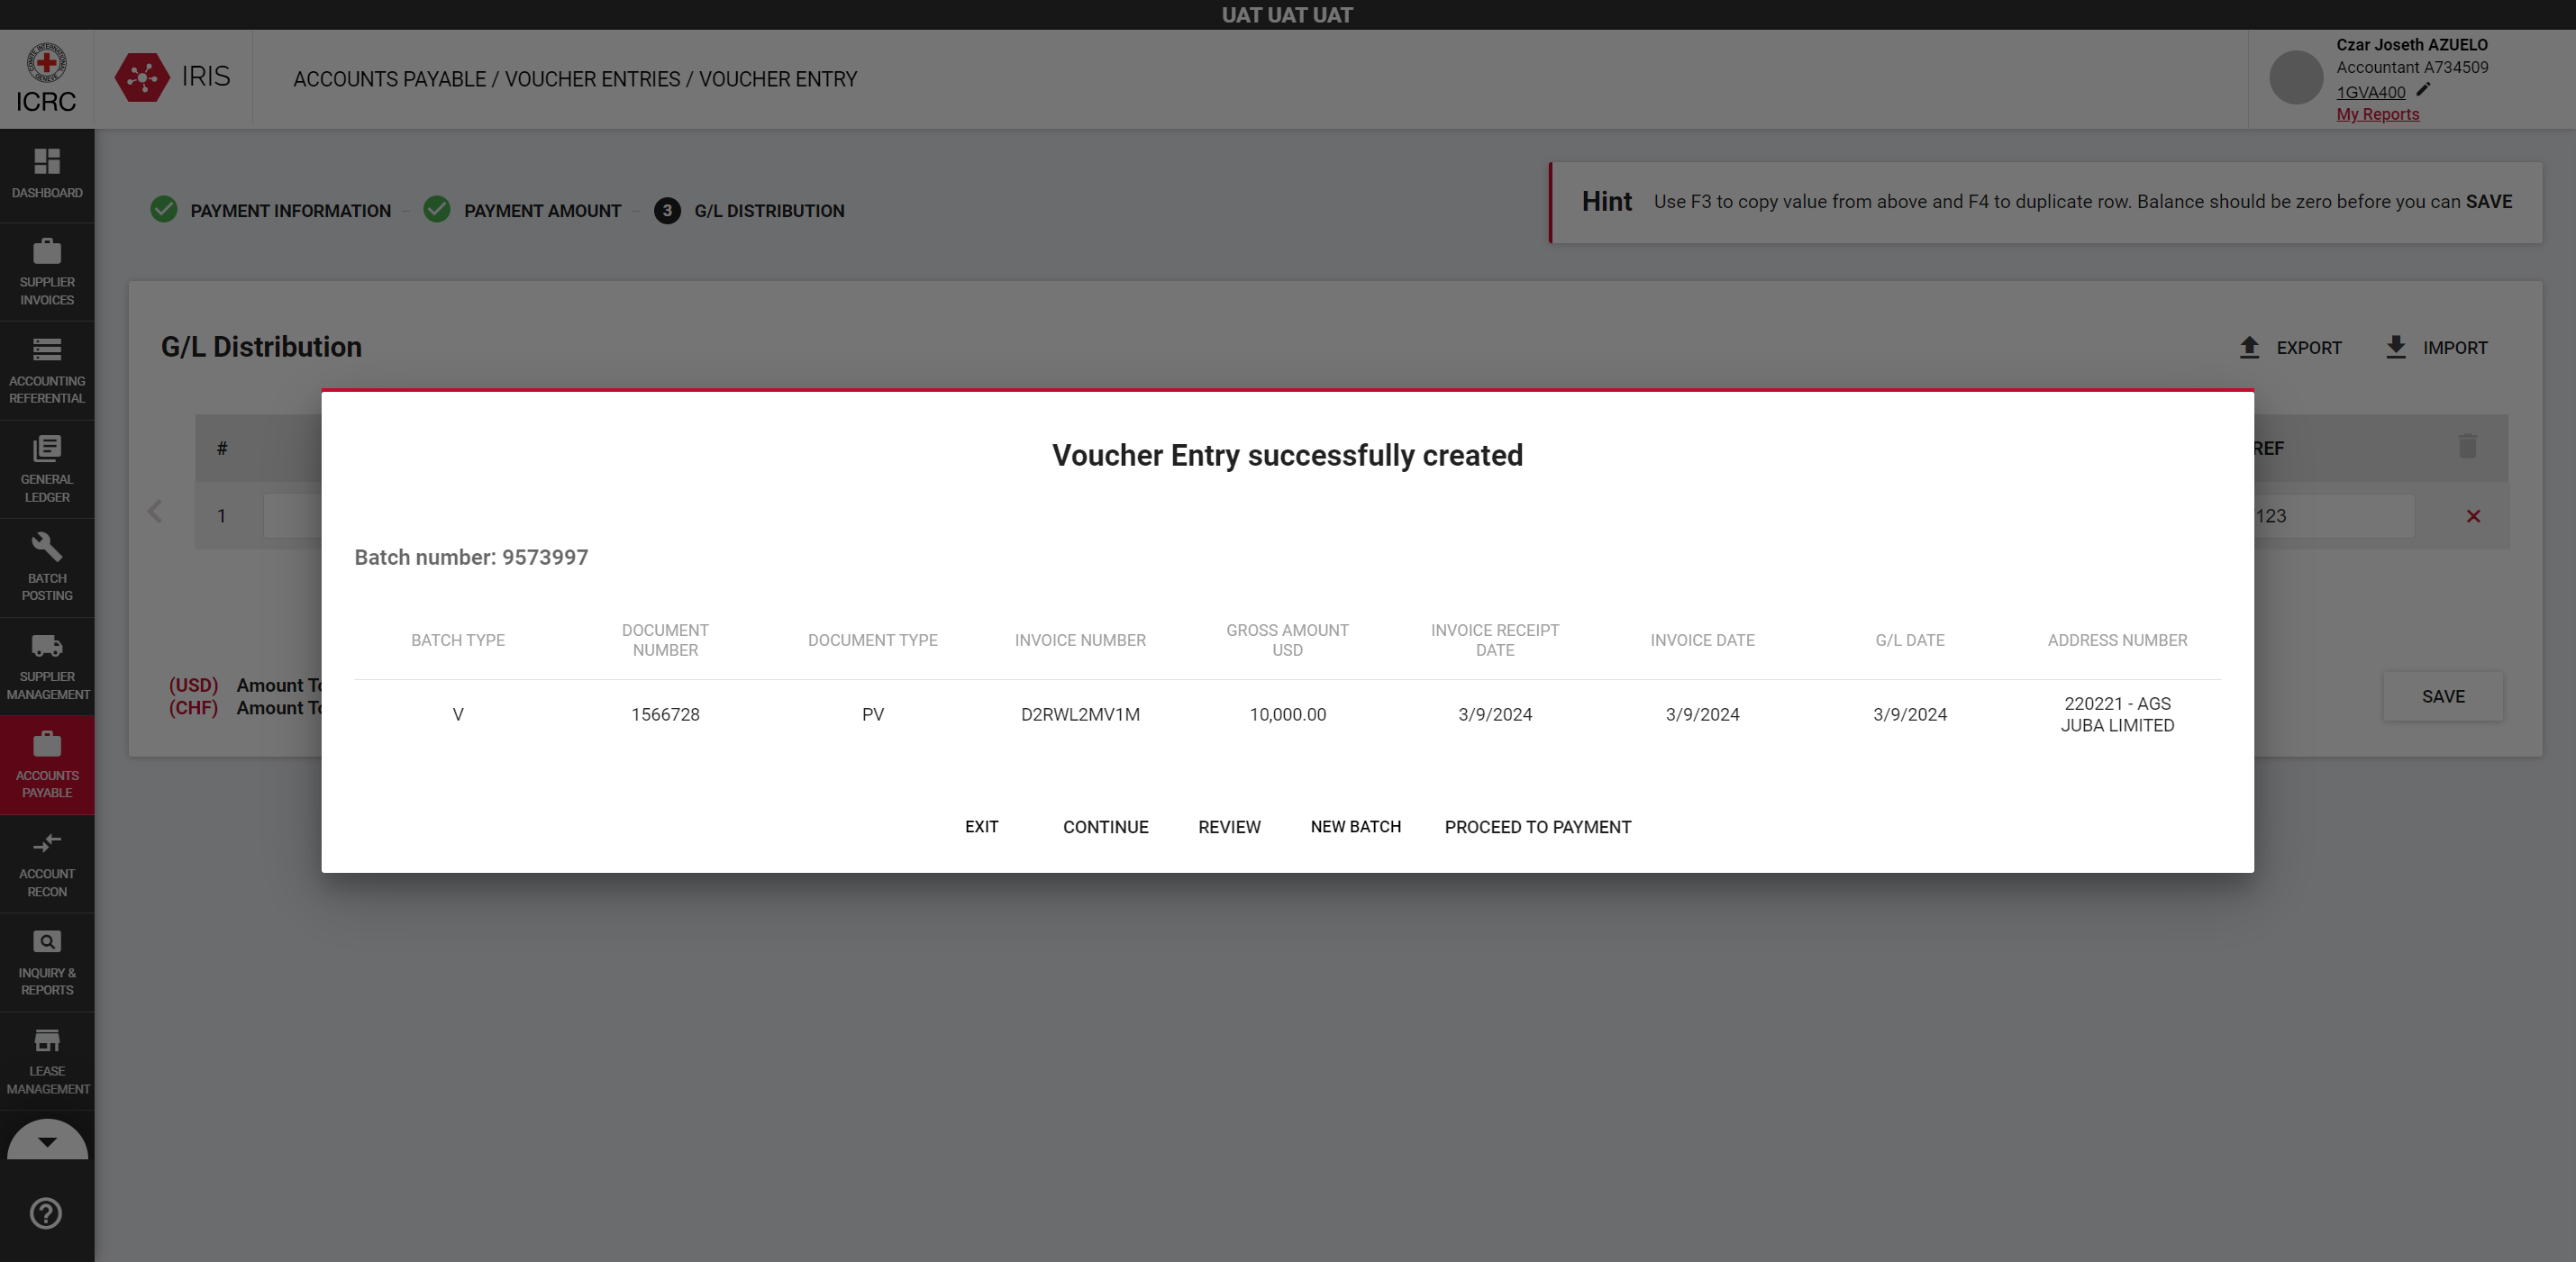 UAT UAT UAT
ICRC
IRIS
ACCOUNTS PAYABLE / VOUCHER ENTRIES / VOUCHER ENTRY
Czar Joseth AZUELO
Accountant A734509
1GVA400
My Reports
DASHBOARD
SUPPLIER
INVOICES
ACCOUNTING
REFERENTIAL
GENERAL
LEDGER
BATCH
POSTING
SUPPLIER
MANAGEMENT
ACCOUNTS
PAYABLE
ACCOUNT
RECON
INQUIRY &
REPORTS
LEASE
MANAGEMENT
PAYMENT INFORMATION
PAYMENT AMOUNT
3 G/L DISTRIBUTION
Hint Use F3 to copy value from above and F4 to duplicate row. Balance should be zero before you can SAVE
G/L Distribution
EXPORT
IMPORT
# REF
1 123
(USD) Amount
(CHF) Amount
SAVE
Voucher Entry successfully created
Batch number: 9573997
BATCH TYPE DOCUMENT NUMBER DOCUMENT TYPE INVOICE NUMBER GROSS AMOUNT USD INVOICE RECEIPT DATE INVOICE DATE G/L DATE ADDRESS NUMBER
V 1566728 PV D2RWL2MV1M 10,000.00 3/9/2024 3/9/2024 3/9/2024 220221 - AGS JUBA LIMITED
EXIT CONTINUE REVIEW NEW BATCH PROCEED TO PAYMENT